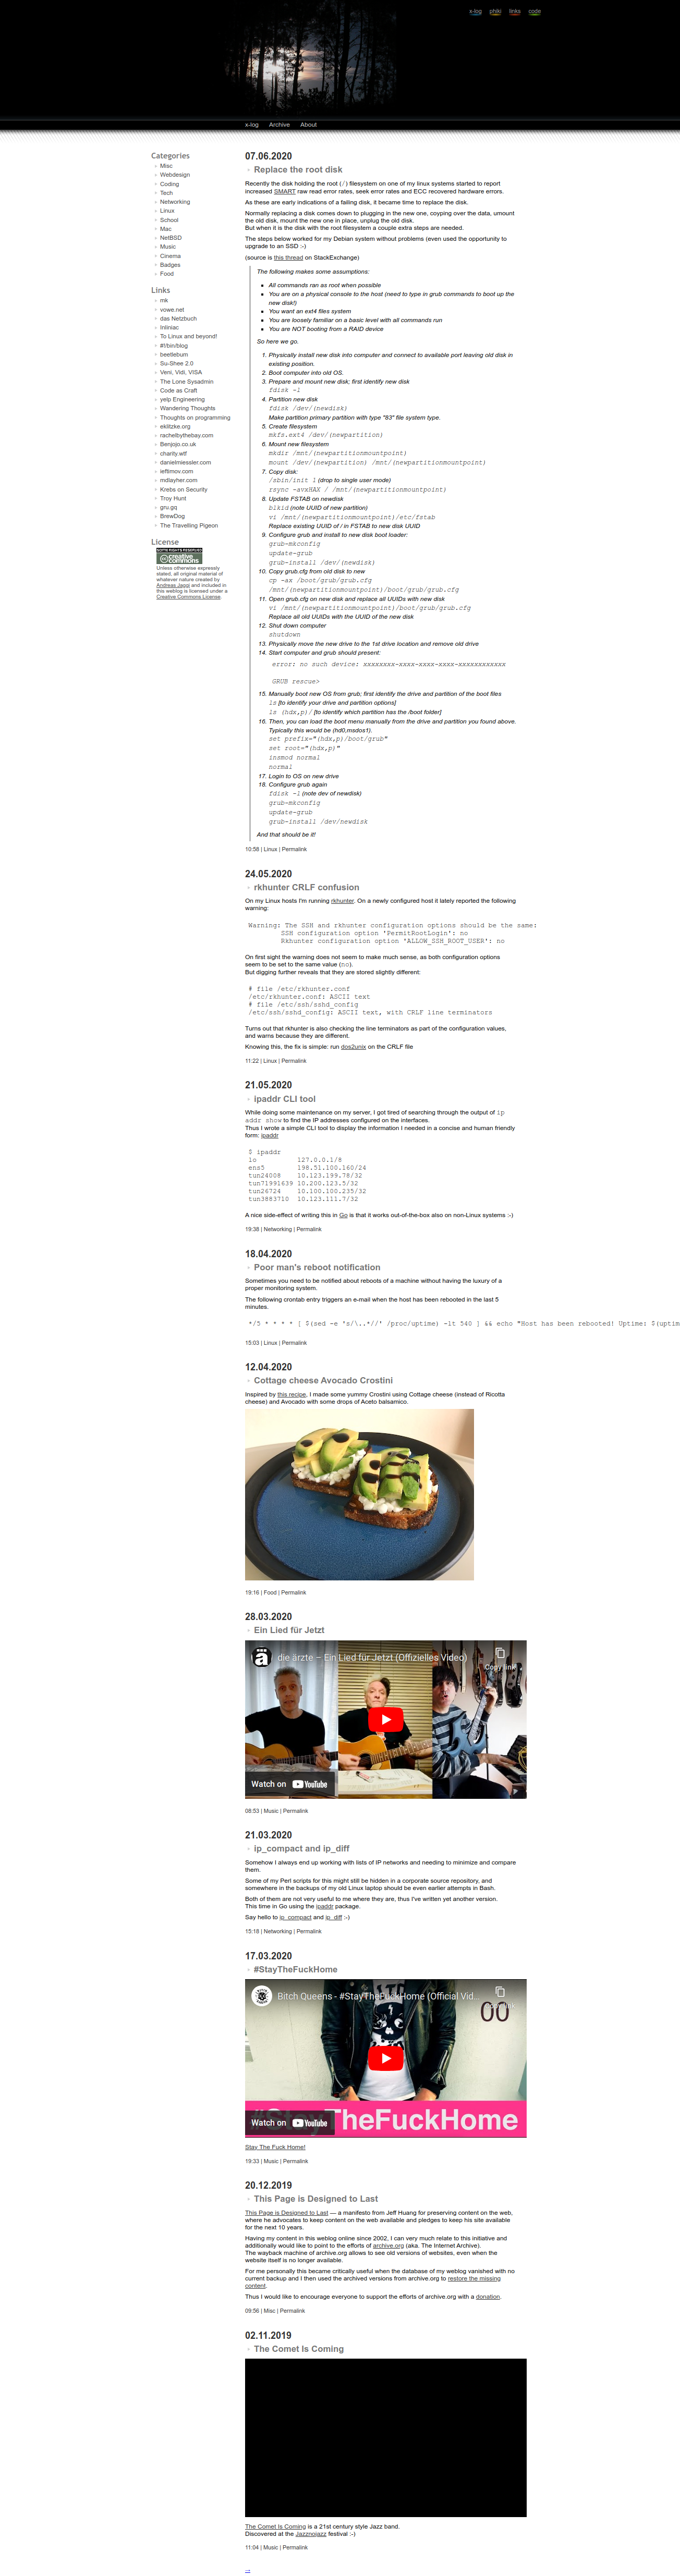 e-log phiki links code
x-log Archive About
Categories
Misc
Webdesign
Coding
Tech
Networking
Linux
School
Mac
NetBSD
Music
Cinema
Badges
Food
Links
mk
vowe.net
das Netzbuch
Inliniac
To Linux and beyond!
#!/bin/blog
beetlebum
Su-Shee 2.0
Veni, Vidi, VISA
The Lone Sysadmin
Code as Craft
yelp Engineering
Wandering Thoughts
Thoughts on programming
eklitzke.org
rachelbythebay.com
Benjojo.co.uk
charity.wtf
danielmiessler.com
ieftimov.com
mdlayher.com
Krebs on Security
Troy Hunt
gnu.gq
BrewDog
The Travelling Pigeon
License
SOME RIGHTS RESERVED
creative commons
Unless otherwise expressly
stated, all original material of
whatever nature created by
Andreas Jaggi and included in
this weblog is licensed under a
Creative Commons License.
07.06.2020
Replace the root disk
Recently the disk holding the root (/) filesystem on one of my linux systems started to report
increased SMART raw read error rates, seek error rates and ECC recovered hardware errors.
As these are early indications of a failing disk, it became time to replace the disk.
Normally replacing a disk comes down to plugging in the new one, coyping over the data, umount
the old disk, mount the new one in place, unplug the old disk.
But when it is the disk with the root filesystem a couple extra steps are needed.
The steps below worked for my Debian system without problems (even used the opportunity to
upgrade to an SSD :-)
(source is this thread on StackExchange)
The following makes some assumptions:
All commands ran as root when possible
You are on a physical console to the host (need to type in grub commands to boot up the
new disk!)
You want an ext4 files system
You are loosely familiar on a basic level with all commands run
You are NOT booting from a RAID device
So here we go.
1. Physically install new disk into computer and connect to available port leaving old disk in
existing position.
2. Boot computer into old OS.
3. Prepare and mount new disk; first identify new disk
fdisk -l
4. Partition new disk
fdisk /dev/(newdisk)
Make partition primary partition with type "83" file system type.
5. Create filesystem
mkfs.ext4 /dev/(newpartition)
6. Mount new filesystem
mkdir /mnt/(newpartitionmountpoint)
mount /dev/(newpartition) /mnt/(newpartitionmountpoint)
7. Copy disk:
/sbin/init 1 (drop to single user mode)
rsync -avxHAX / /mnt/(newpartitionmountpoint)
8. Update FSTAB on newdisk
blkid (note UUID of new partition)
vi /mnt/(newpartitionmountpoint)/etc/fstab
Replace existing UUID of / in FSTAB to new disk UUID
9. Configure grub and install to new disk boot loader:
grub-mkconfig
update-grub
grub-install /dev/(newdisk)
10. Copy grub.cfg from old disk to new
cp -ax /boot/grub/grub.cfg
/mnt/(newpartitionmountpoint)/boot/grub/grub.cfg
11. Open grub.cfg on new disk and replace all UUIDs with new disk
vi /mnt/(newpartitionmountpoint)/boot/grub/grub.cfg
Replace all old UUIDs with the UUID of the new disk
12. Shut down computer
shutdown
13. Physically move the new drive to the 1st drive location and remove old drive
14. Start computer and grub should present:
error: no such device: xxxxxxxx-xxxx-xxxx-xxxx-xxxxxxxxxxxx
GRUB rescue>
15. Manually boot new OS from grub; first identify the drive and partition of the boot files
ls [to identify your drive and partition options]
ls (hdx,p)/ [to identify which partition has the /boot folder]
16. Then, you can load the boot menu manually from the drive and partition you found above.
Typically this would be (hd0,msdos1).
set prefix="(hdx,p)/boot/grub"
set root="(hdx,p)"
insmod normal
normal
17. Login to OS on new drive
18. Configure grub again
fdisk -l (note dev of newdisk)
grub-mkconfig
update-grub
grub-install /dev/newdisk
And that should be it!
10:58 | Linux | Permalink
24.05.2020
rkhunter CRLF confusion
On my Linux hosts I'm running rkhunter. On a newly configured host it lately reported the following
warning:
Warning: The SSH and rkhunter configuration options should be the same:
SSH configuration option 'PermitRootLogin': no
Rkhunter configuration option 'ALLOW_SSH_ROOT_USER': no
On first sight the warning does not seem to make much sense, as both configuration options
seem to be set to the same value (no).
But digging further reveals that they are stored slightly different:
# file /etc/rkhunter.conf
/etc/rkhunter.conf: ASCII text
# file /etc/ssh/sshd_config
/etc/ssh/sshd_config: ASCII text, with CRLF line terminators
Turns out that rkhunter is also checking the line terminators as part of the configuration values,
and warns because they are different.
Knowing this, the fix is simple: run dos2unix on the CRLF file
11:22 | Linux | Permalink
21.05.2020
ipaddr CLI tool
While doing some maintenance on my server, I got tired of searching through the output of ip
addr show to find the IP addresses configured on the interfaces.
Thus I wrote a simple CLI tool to display the information I needed in a concise and human friendly
form: ipaddr
$ ipaddr
lo 127.0.0.1/8
ens5 198.51.100.160/24
tun24008 10.123.199.78/32
tun71991639 10.200.123.5/32
tun26724 10.100.100.235/32
tun3883710 10.123.111.7/32
A nice side-effect of writing this in Go is that it works out-of-the-box also on non-Linux systems :-)
19:38 | Networking | Permalink
18.04.2020
Poor man's reboot notification
Sometimes you need to be notified about reboots of a machine without having the luxury of a
proper monitoring system.
The following crontab entry triggers an e-mail when the host has been rebooted in the last 5
minutes.
*/5 * * * * [ $(sed -e 's/\..*//' /proc/uptime) -lt 540 ] && echo "Host has been rebooted! Uptime: $(uptim
15:03 | Linux | Permalink
12.04.2020
Cottage cheese Avocado Crostini
Inspired by this recipe, I made some yummy Crostini using Cottage cheese (instead of Ricotta
cheese) and Avocado with some drops of Aceto balsamico.
19:16 | Food | Permalink
28.03.2020
Ein Lied für Jetzt
die ärzte – Ein Lied für Jetzt (Offizielles Video)
Copy link
Watch on YouTube
08:53 | Music | Permalink
21.03.2020
ip_compact and ip_diff
Somehow I always end up working with lists of IP networks and needing to minimize and compare
them.
Some of my Perl scripts for this might still be hidden in a corporate source repository, and
somewhere in the backups of my old Linux laptop should be even earlier attempts in Bash.
Both of them are not very useful to me where they are, thus I've written yet another version.
This time in Go using the ipaddr package.
Say hello to ip_compact and ip_diff :-)
15:18 | Networking | Permalink
17.03.2020
#StayTheFuckHome
Bitch Queens - #StayTheFuckHome (Official Vid...
00
TheFuckHome
Watch on YouTube
Stay The Fuck Home!
19:33 | Music | Permalink
20.12.2019
This Page is Designed to Last
This Page is Designed to Last — a manifesto from Jeff Huang for preserving content on the web,
where he advocates to keep content on the web available and pledges to keep his site available
for the next 10 years.
Having my content in this weblog online since 2002, I can very much relate to this initiative and
additionally would like to point to the efforts of archive.org (aka. The Internet Archive).
The wayback machine of archive.org allows to see old versions of websites, even when the
website itself is no longer available.
For me personally this became critically useful when the database of my weblog vanished with no
current backup and I then used the archived versions from archive.org to restore the missing
content.
Thus I would like to encourage everyone to support the efforts of archive.org with a donation.
09:56 | Misc | Permalink
02.11.2019
The Comet Is Coming
The Comet Is Coming is a 21st century style Jazz band.
Discovered at the Jazznojazz festival :-)
11:04 | Music | Permalink